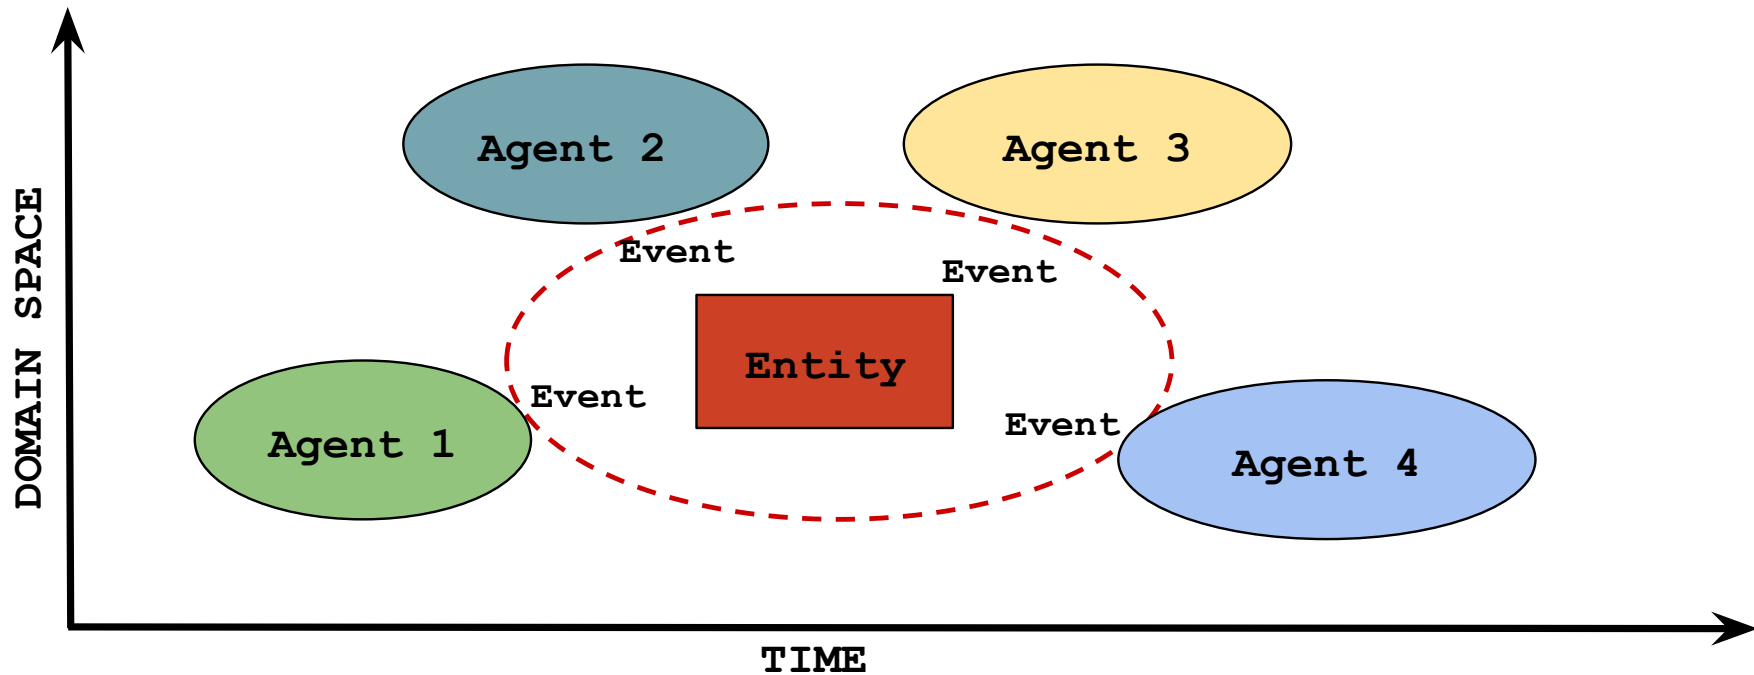 Agent 2
Agent 3
Event
Event
DOMAIN SPACE
Entity
Event
Event
Agent 1
Agent 4
TIME